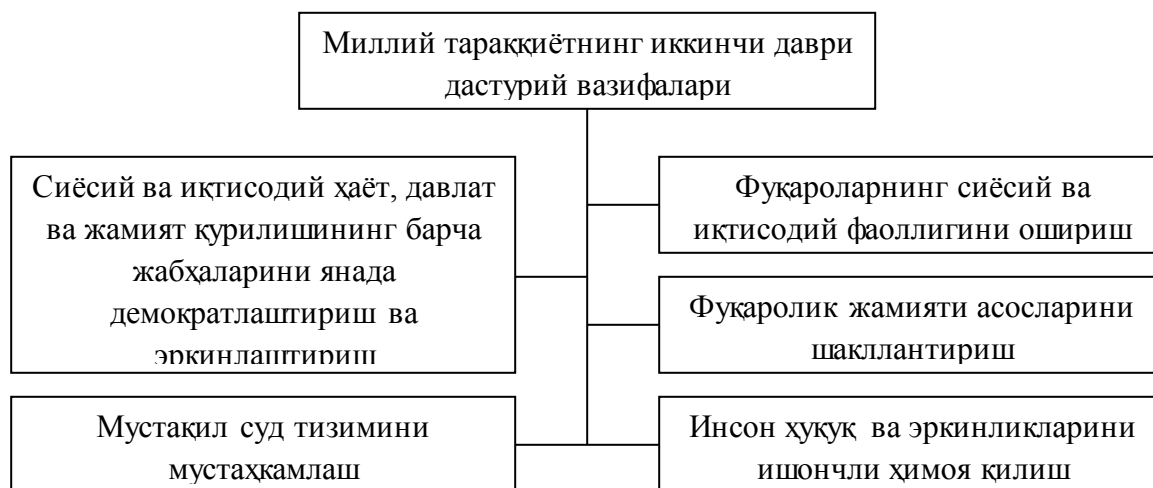 Миллий тараққиётнинг иккинчи даври
дастурий вазифалари
Сиёсий ва иқтисодий ҳаёт, давлат
ва жамият қурилишининг барча
жабҳаларини янада
демократлаштириш ва
эркинлаштириш
Фуқароларнинг сиёсий ва
иқтисодий фаоллигини ошириш
Фуқаролик жамияти асосларини
шакллантириш
Мустақил суд тизимини
мустаҳкамлаш
Инсон ҳуқуқ ва эркинликларини
ишончли ҳимоя қилиш